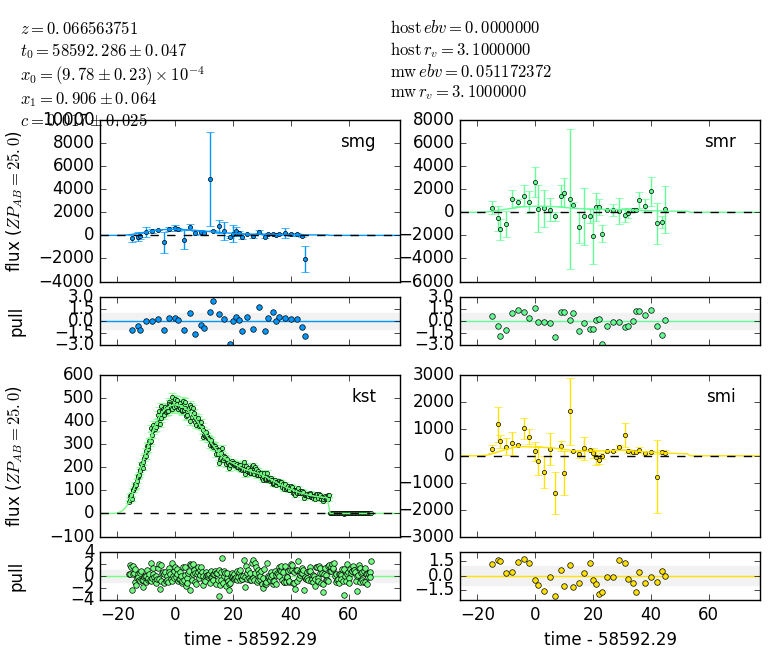 z = 0.066563751
t₀ = 58592.286 ± 0.047
x₀ = (9.78 ± 0.23) × 10⁻⁴
x₁ = 0.906 ± 0.064
c = 0.017 ± 0.025
host ebv = 0.0000000
host r_v = 3.1000000
mw ebv = 0.051172372
mw r_v = 3.1000000
smg
10000
8000
6000
4000
2000
0
−2000
−4000
flux (ZP_AB = 25.0)
3.0
1.5
0.0
−1.5
−3.0
pull
smr
8000
6000
4000
2000
0
−2000
−4000
−6000
3.0
1.5
0.0
−1.5
−3.0
kst
600
500
400
300
200
100
0
−100
flux (ZP_AB = 25.0)
4
2
0
−2
−4
pull
−20 0 20 40 60
time - 58592.29
smi
3000
2000
1000
0
−1000
−2000
−3000
1.5
0.0
−1.5
−20 0 20 40 60
time - 58592.29